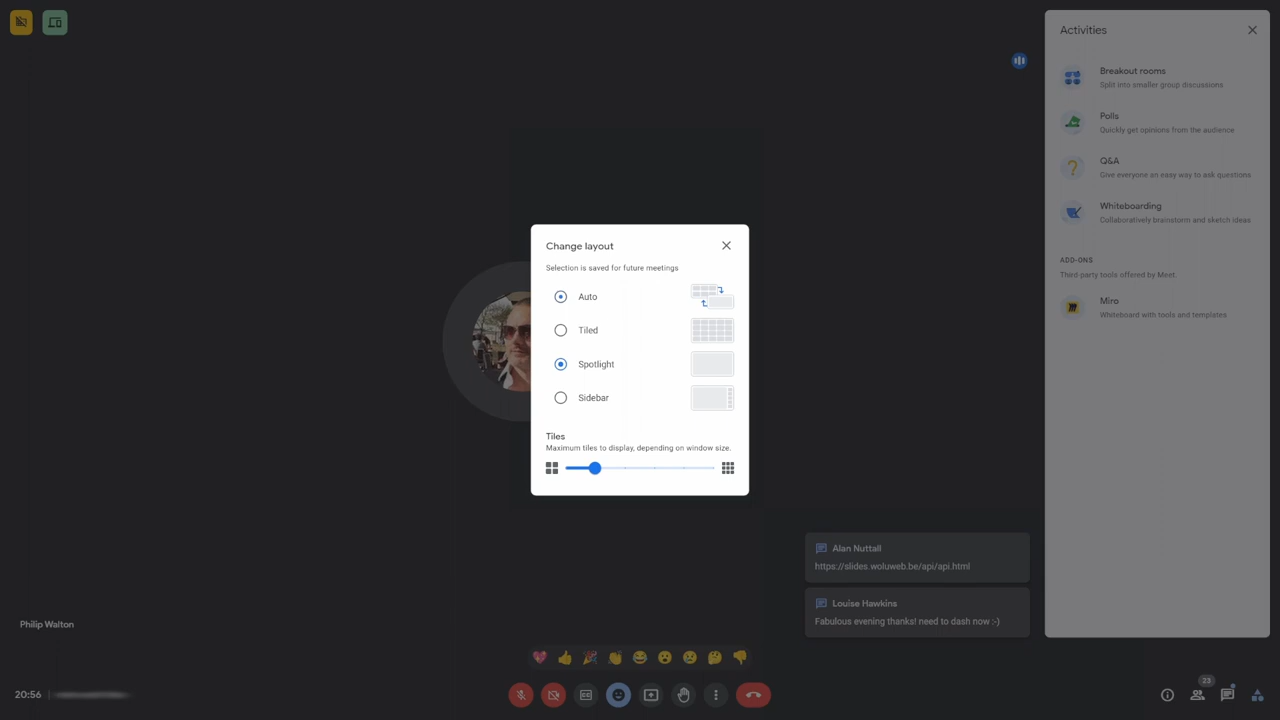 Activities
Breakout rooms
Split into smaller group discussions
Polls
Quickly get opinions from the audience
Q&A
Give everyone an easy way to ask questions
Whiteboarding
Collaboratively brainstorm and sketch ideas
ADD-ONS
Third-party tools offered by Meet.
Miro
Whiteboard with tools and templates
Change layout
Selection is saved for future meetings
Auto
Tiled
Spotlight
Sidebar
Tiles
Maximum tiles to display, depending on window size.
Alan Nuttall
https://slides.woluweb.be/api/api.html
Louise Hawkins
Fabulous evening thanks! need to dash now :-)
Philip Walton
20:56
23